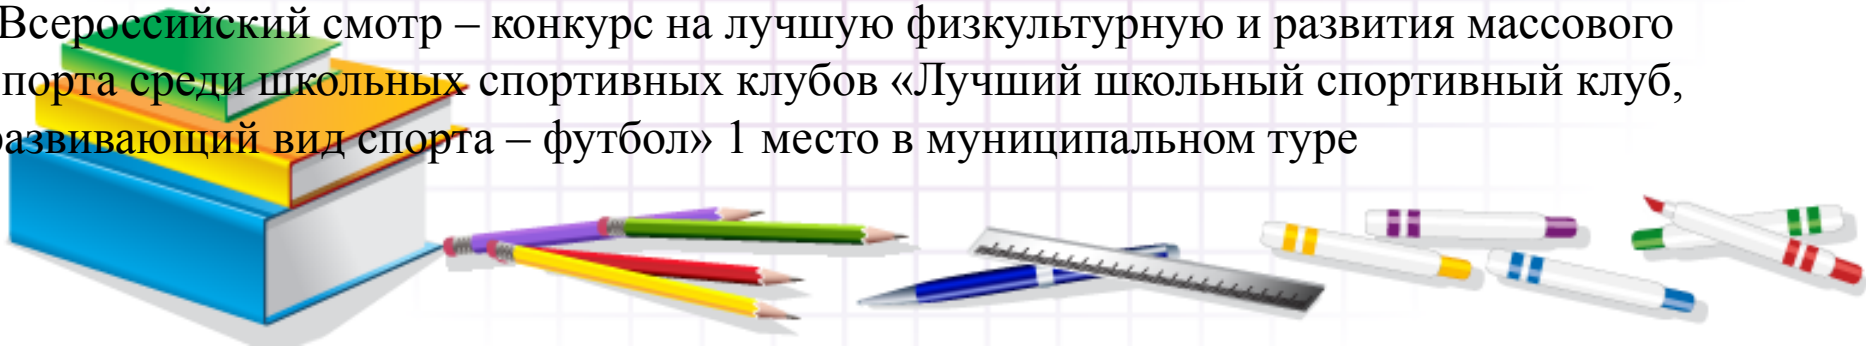 Всероссийский смотр – конкурс на лучшую физкультурную и развития массового
порта среди школьных спортивных клубов «Лучший школьный спортивный клуб,
развивающий вид спорта – футбол» 1 место в муниципальном туре